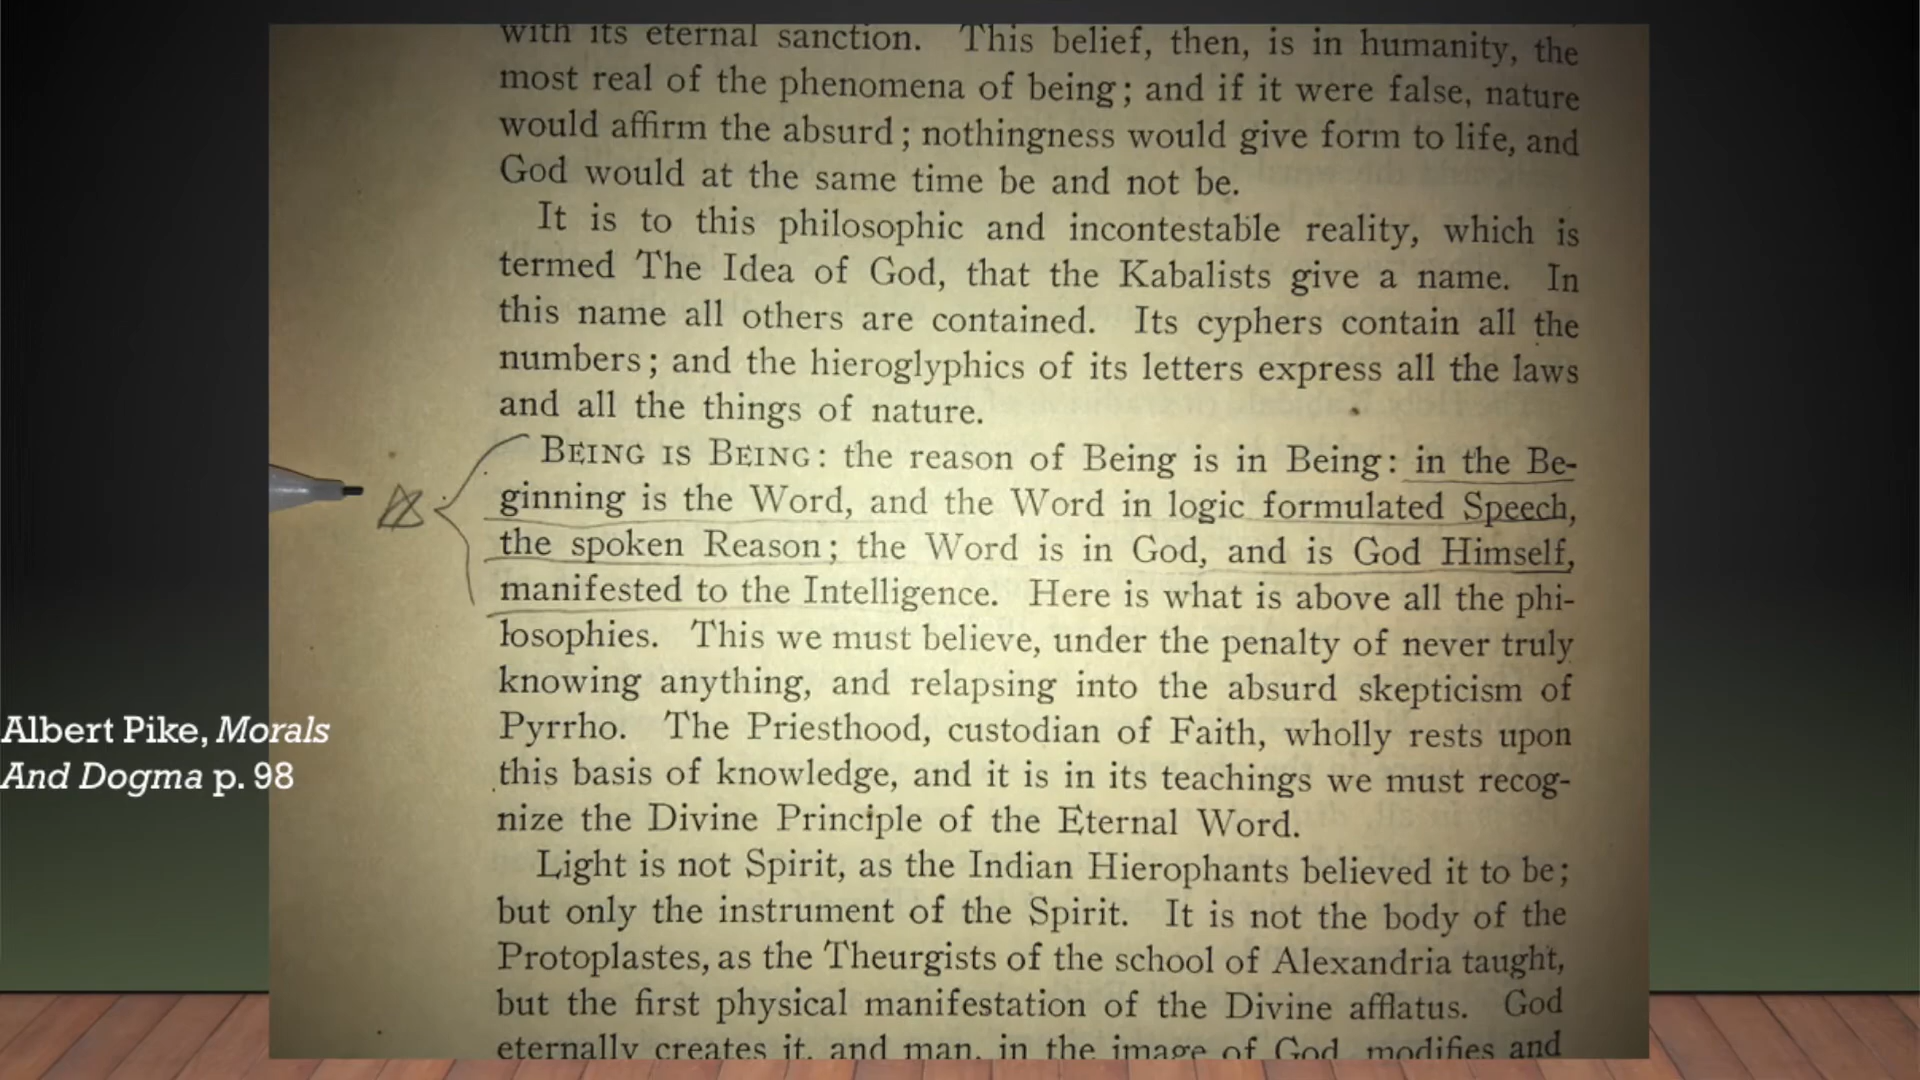 with its eternal sanction. This belief, then, is in humanity, the
most real of the phenomena of being; and if it were false, nature
would affirm the absurd; nothingness would give form to life, and
God would at the same time be and not be.
It is to this philosophic and incontestable reality, which is
termed The Idea of God, that the Kabalists give a name. In
this name all others are contained. Its cyphers contain all the
numbers; and the hieroglyphics of its letters express all the laws
and all the things of nature.
BEING IS BEING: the reason of Being is in Being: in the Be-
ginning is the Word, and the Word in logic formulated Speech,
the spoken Reason; the Word is in God, and is God Himself,
manifested to the Intelligence. Here is what is above all the phi-
losophies. This we must believe, under the penalty of never truly
knowing anything, and relapsing into the absurd skepticism of
Pyrrho. The Priesthood, custodian of Faith, wholly rests upon
this basis of knowledge, and it is in its teachings we must recog-
nize the Divine Principle of the Eternal Word.
Light is not Spirit, as the Indian Hierophants believed it to be;
but only the instrument of the Spirit. It is not the body of the
Protoplastes, as the Theurgists of the school of Alexandria taught,
but the first physical manifestation of the Divine afflatus. God
eternally creates it, and man, in the image of God, modifies and
Albert Pike, Morals
And Dogma p. 98